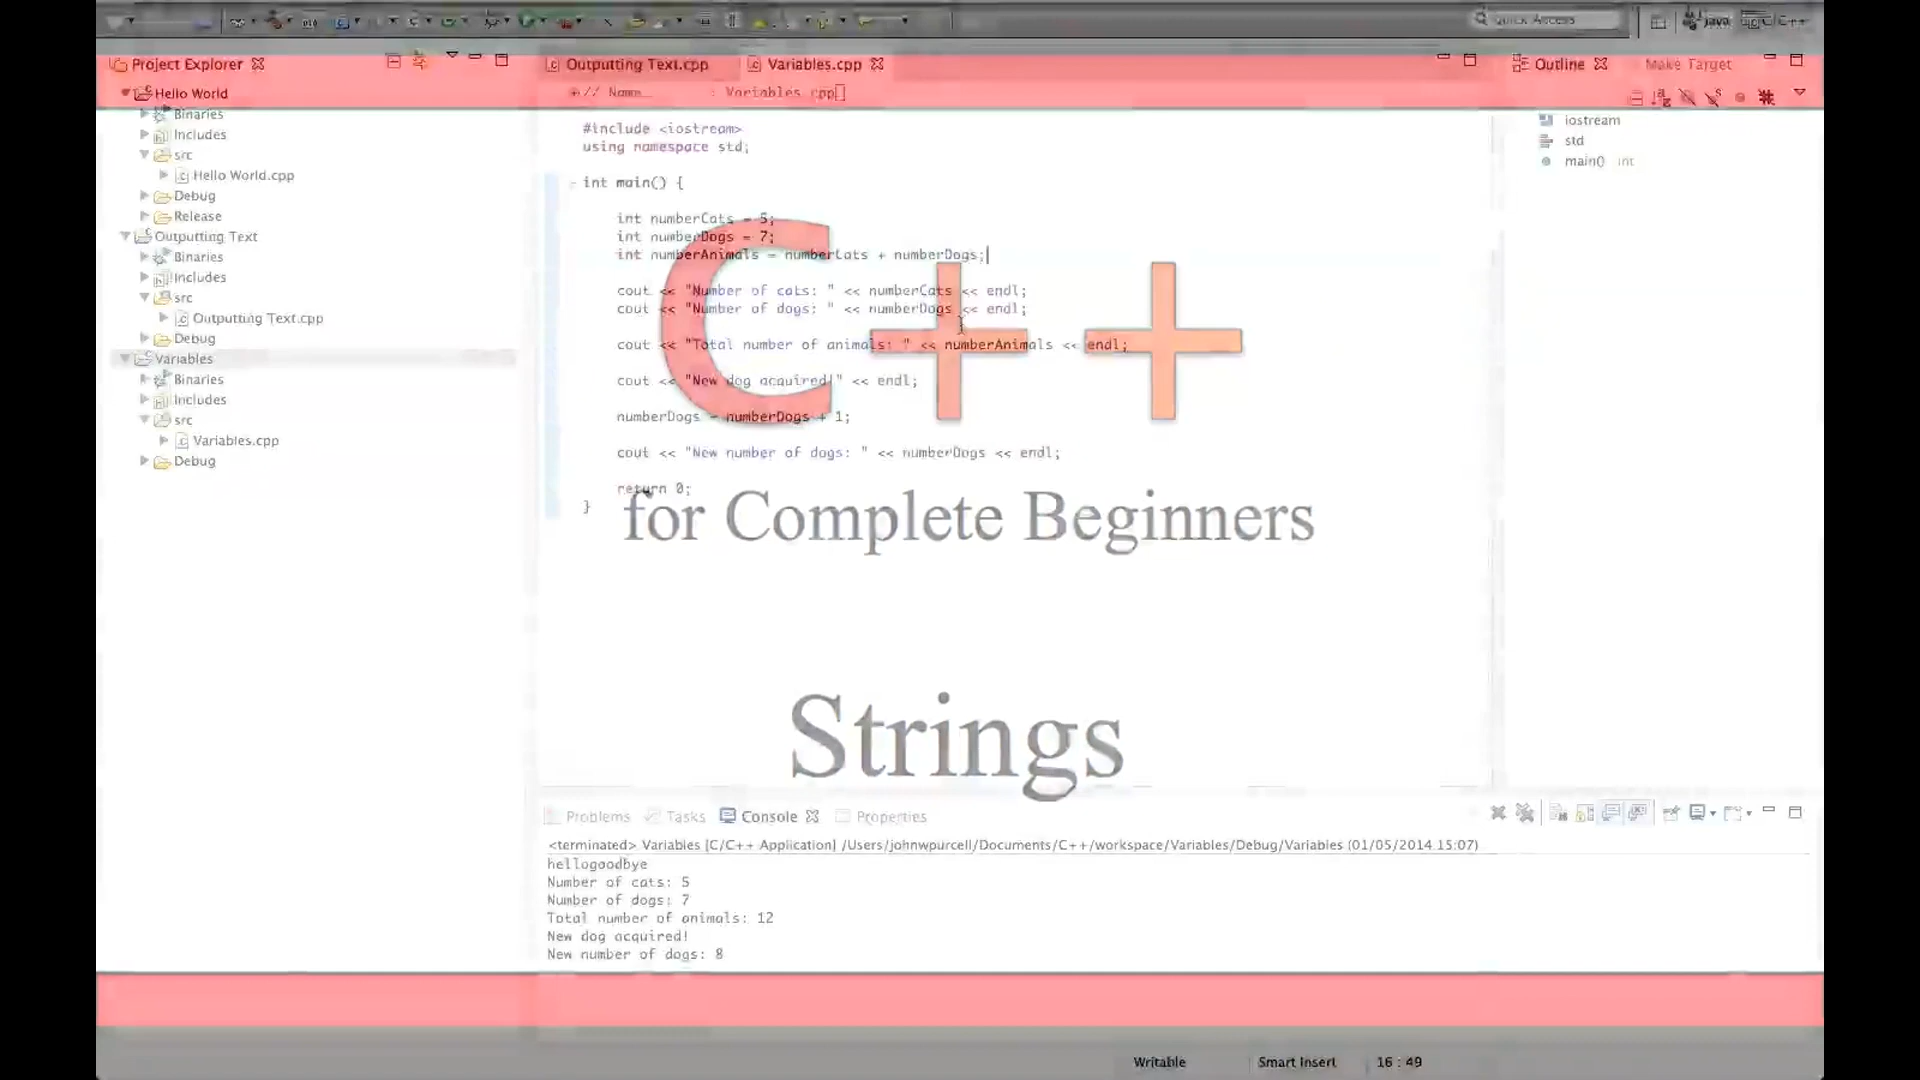 Quick Access
Java
C/C++
Project Explorer
Outputting Text.cpp
Variables.cpp
Outline
Make Target
// Name : Variables.cpp
Hello World
Binaries
Includes
src
Hello World.cpp
Debug
Release
Outputting Text
Binaries
Includes
src
Outputting Text.cpp
Debug
Variables
Binaries
Includes
src
Variables.cpp
Debug
#include <iostream>
using namespace std;
int main() {
int numberCats = 5;
int numberDogs = 7;
int numberAnimals = numberCats + numberDogs;
cout << "Number of cats: " << numberCats << endl;
cout << "Number of dogs: " << numberDogs << endl;
cout << "Total number of animals: " << numberAnimals << endl;
cout << "New dog acquired!" << endl;
numberDogs = numberDogs + 1;
cout << "New number of dogs: " << numberDogs << endl;
return 0;
}
iostream
std
main() int
C++
for Complete Beginners
Strings
Problems
Tasks
Console
Properties
<terminated> Variables [C/C++ Application] /Users/johnwpurcell/Documents/C++/workspace/Variables/Debug/Variables (01/05/2014 15:07)
hellogoodbye
Number of cats: 5
Number of dogs: 7
Total number of animals: 12
New dog acquired!
New number of dogs: 8
Writable
Smart Insert
16 : 49